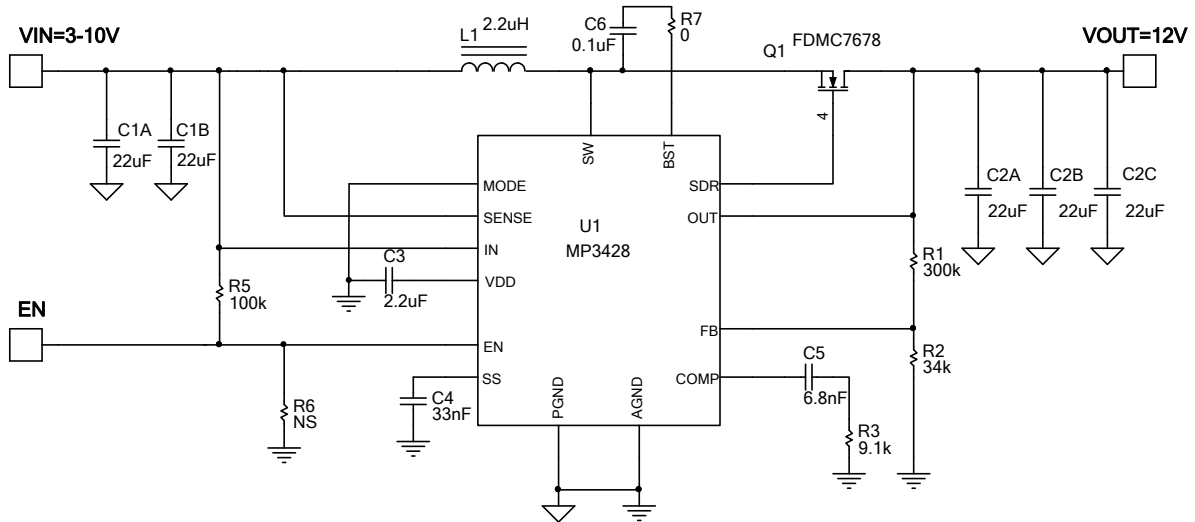 VIN=3-10V
L1
2.2uH
C6
0.1uF
R7
0
Q1
FDMC7678
VOUT=12V
4
C1A
22uF
C1B
22uF
SW
BST
MODE
SENSE
IN
VDD
EN
SS
SDR
OUT
FB
COMP
PGND
AGND
U1
MP3428
C2A
22uF
C2B
22uF
C2C
22uF
C3
2.2uF
R5
100k
R1
300k
EN
R2
34k
C4
33nF
C5
6.8nF
R6
NS
R3
9.1k